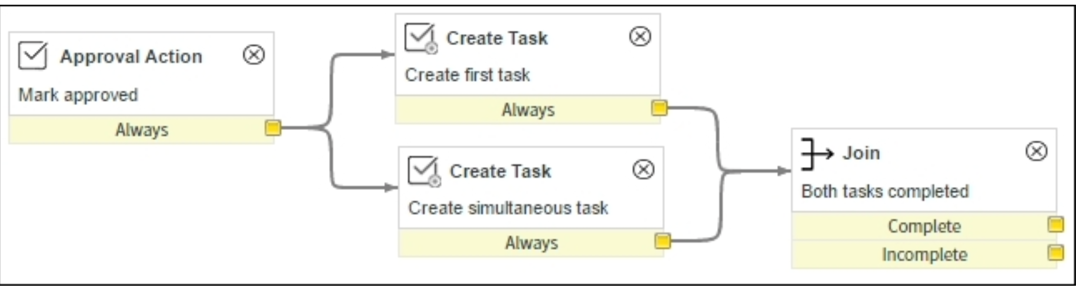 Approval Action
Mark approved
Always
Create Task
Create first task
Always
Create Task
Create simultaneous task
Always
Join
Both tasks completed
Complete
Incomplete